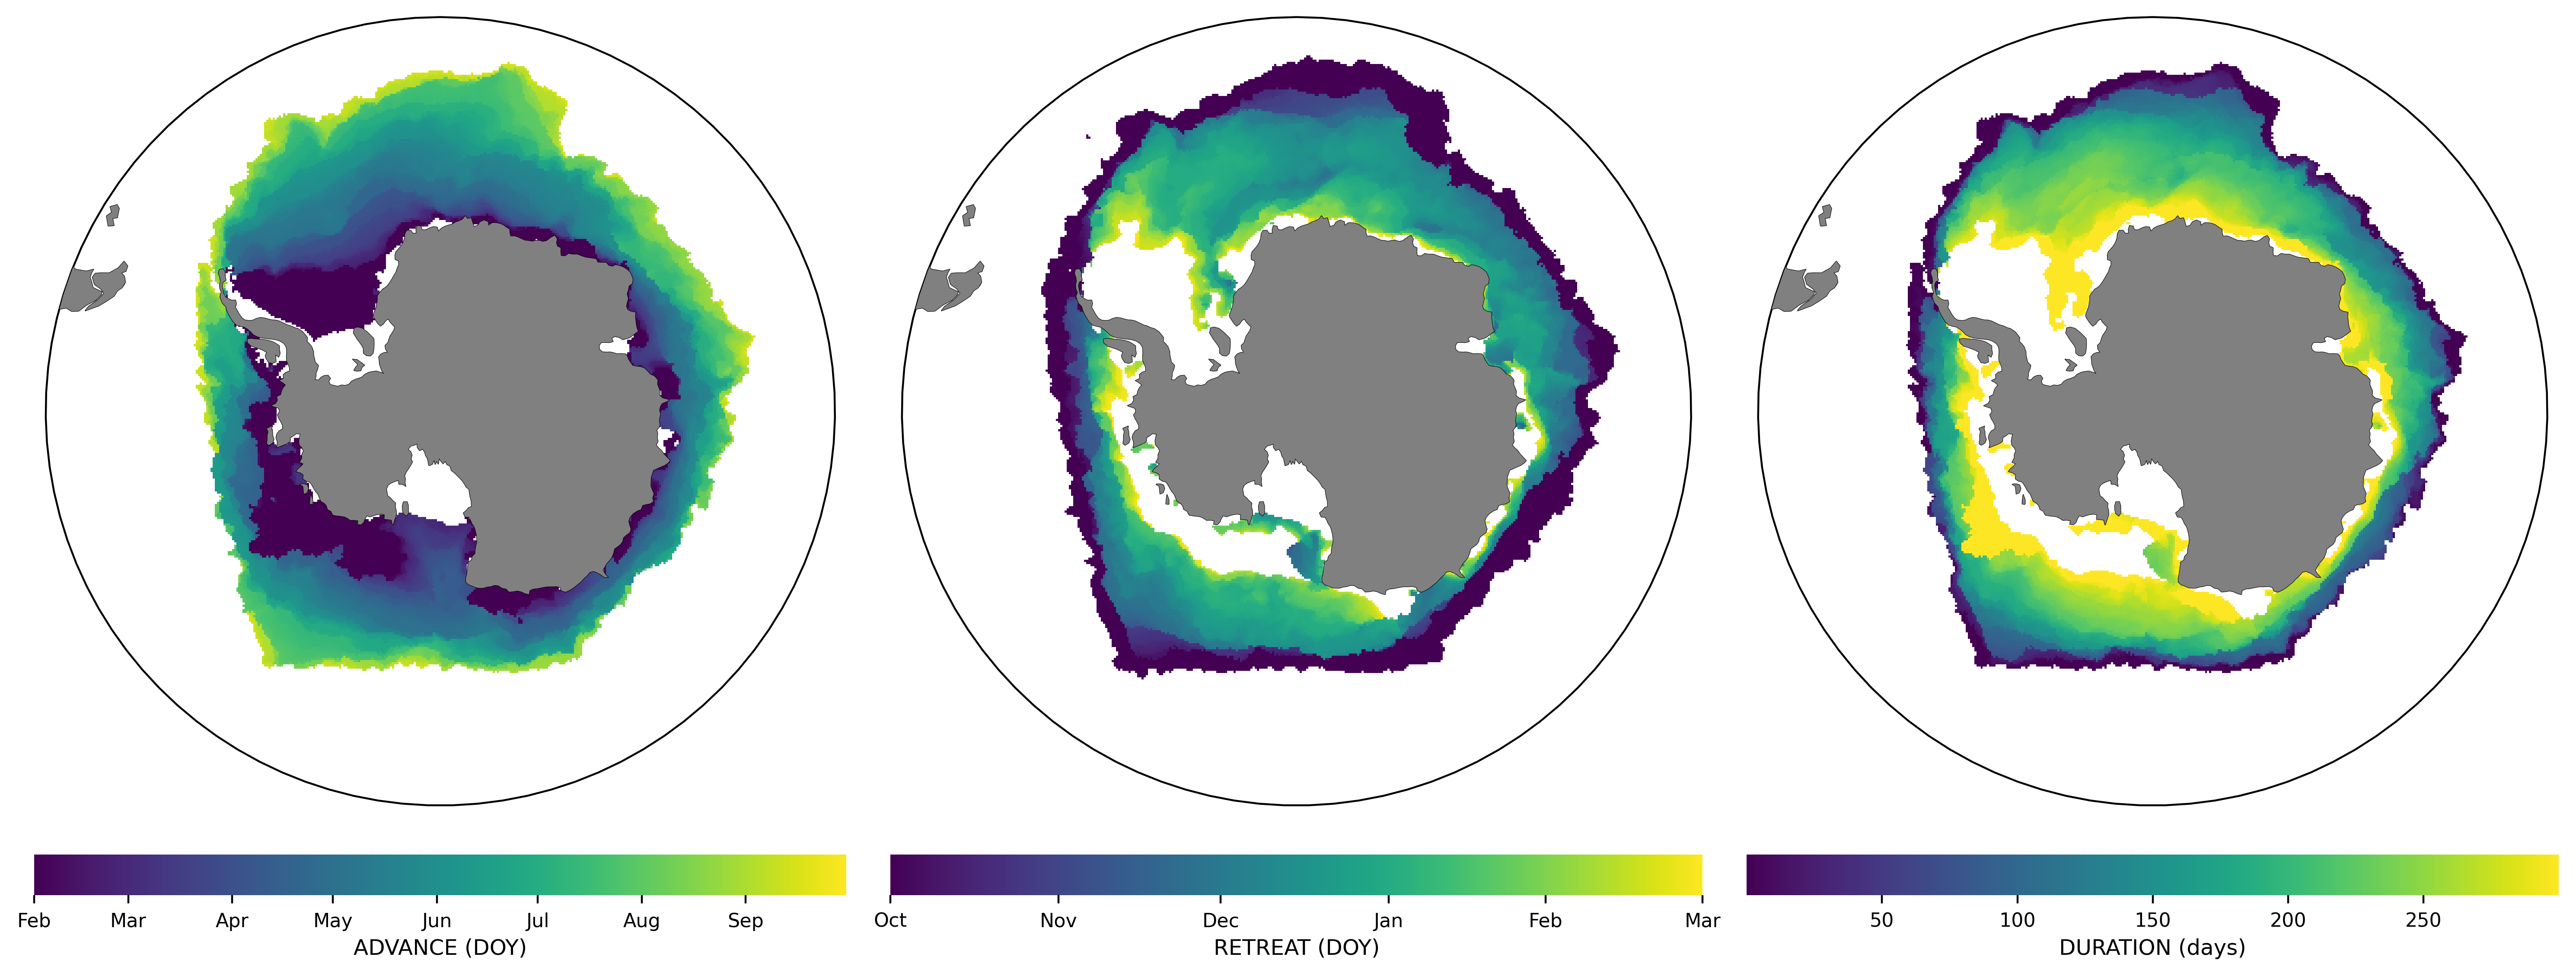 Feb Mar Apr May Jun Jul Aug Sep
ADVANCE (DOY)
Oct Nov Dec Jan Feb Mar
RETREAT (DOY)
50 100 150 200 250
DURATION (days)